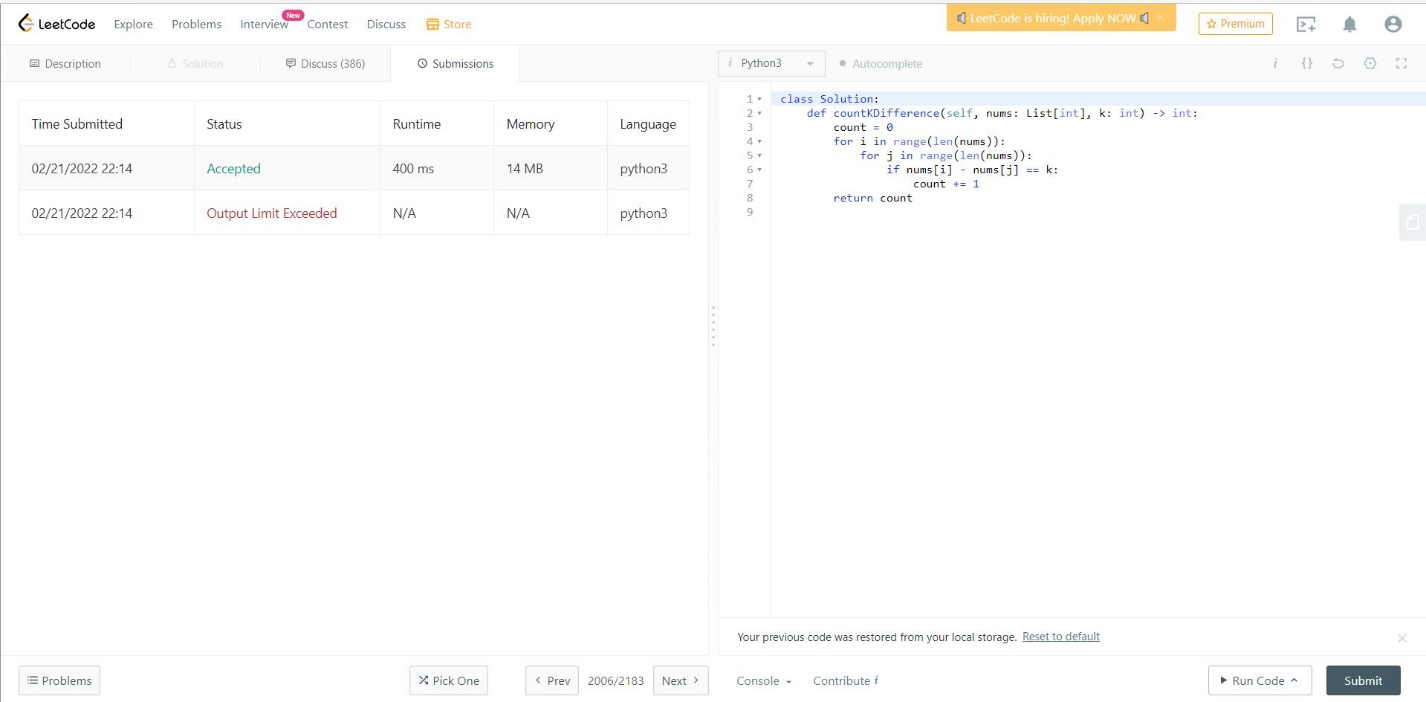 LeetCode Explore Problems Interview New Contest Discuss Store LeetCode is hiring! Apply NOW. × Premium
Description Solution Discuss (386) Submissions
i Python3 Autocomplete i {}
Time Submitted Status Runtime Memory Language
02/21/2022 22:14 Accepted 400 ms 14 MB python3
02/21/2022 22:14 Output Limit Exceeded N/A N/A python3
1 class Solution:
2 def countKDifference(self, nums: List[int], k: int) -> int:
3 count = 0
4 for i in range(len(nums)):
5 for j in range(len(nums)):
6 if nums[i] - nums[j] == k:
7 count += 1
8 return count
9
Your previous code was restored from your local storage. Reset to default
Problems Pick One < Prev 2006/2183 Next > Console Contribute i Run Code Submit